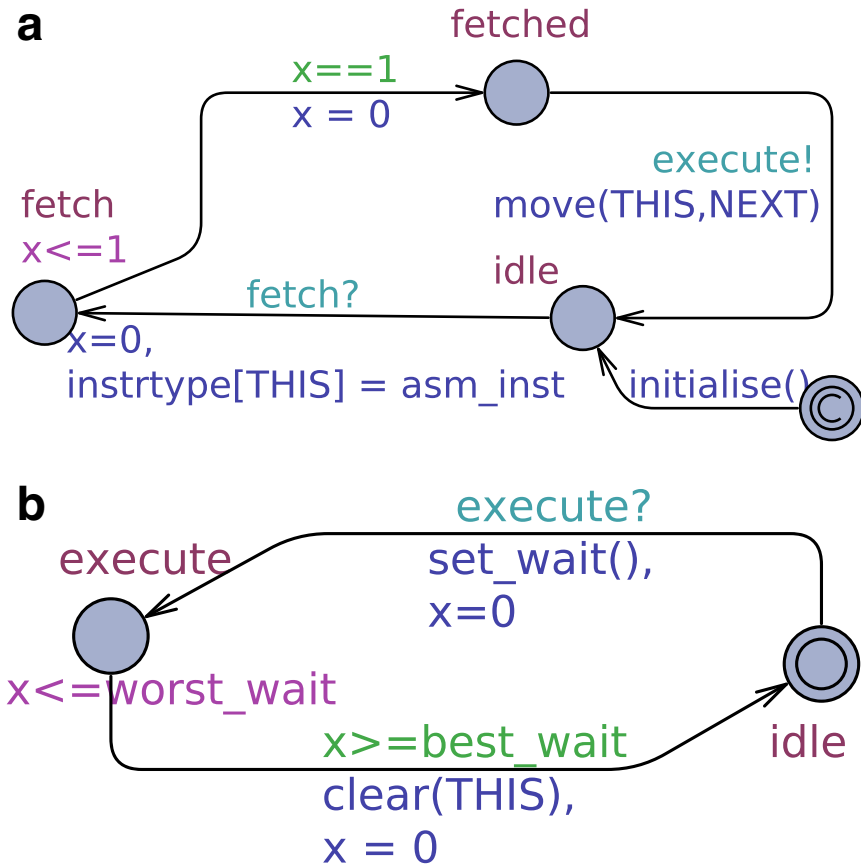 a
fetched
x==1
x = 0
execute!
move(THIS,NEXT)
fetch
x<=1
idle
fetch?
x=0,
instrtype[THIS] = asm_inst
initialise()
C
b
execute?
execute
set_wait(),
x=0
x<=worst_wait
x>=best_wait
idle
clear(THIS),
x = 0